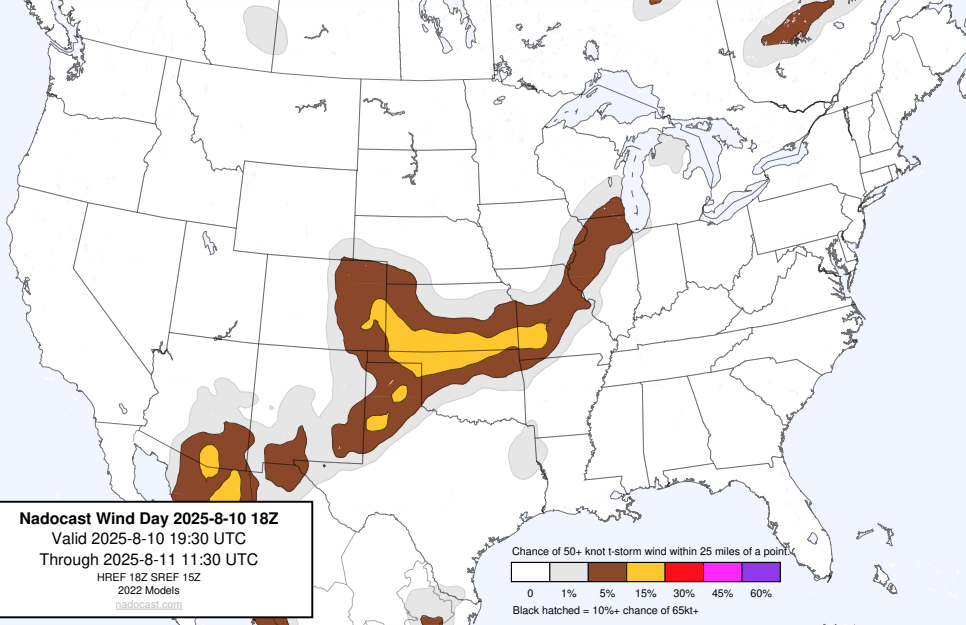 Nadocast Wind Day 2025-8-10 18Z
Valid 2025-8-10 19:30 UTC
Through 2025-8-11 11:30 UTC
HREF 18Z SREF 15Z
2022 Models
nadocast.com
Chance of 50+ knot t-storm wind within 25 miles of a point.
0 1% 5% 15% 30% 45% 60%
Black hatched = 10%+ chance of 65kt+